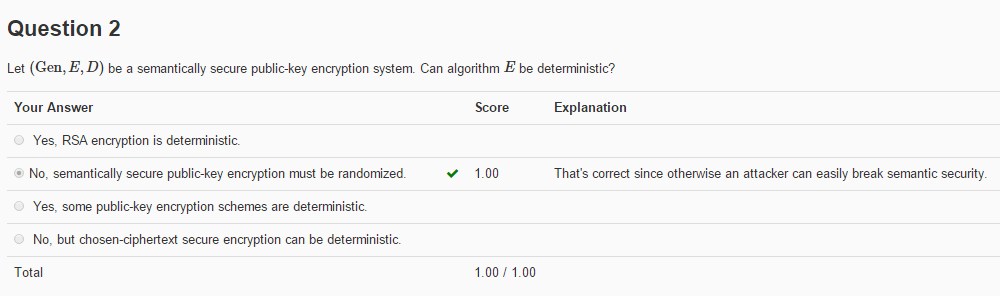 Question 2
Let (Gen, E, D) be a semantically secure public-key encryption system. Can algorithm E be deterministic?
Your Answer Score Explanation
Yes, RSA encryption is deterministic.
No, semantically secure public-key encryption must be randomized. ✔ 1.00 That's correct since otherwise an attacker can easily break semantic security.
Yes, some public-key encryption schemes are deterministic.
No, but chosen-ciphertext secure encryption can be deterministic.
Total 1.00 / 1.00